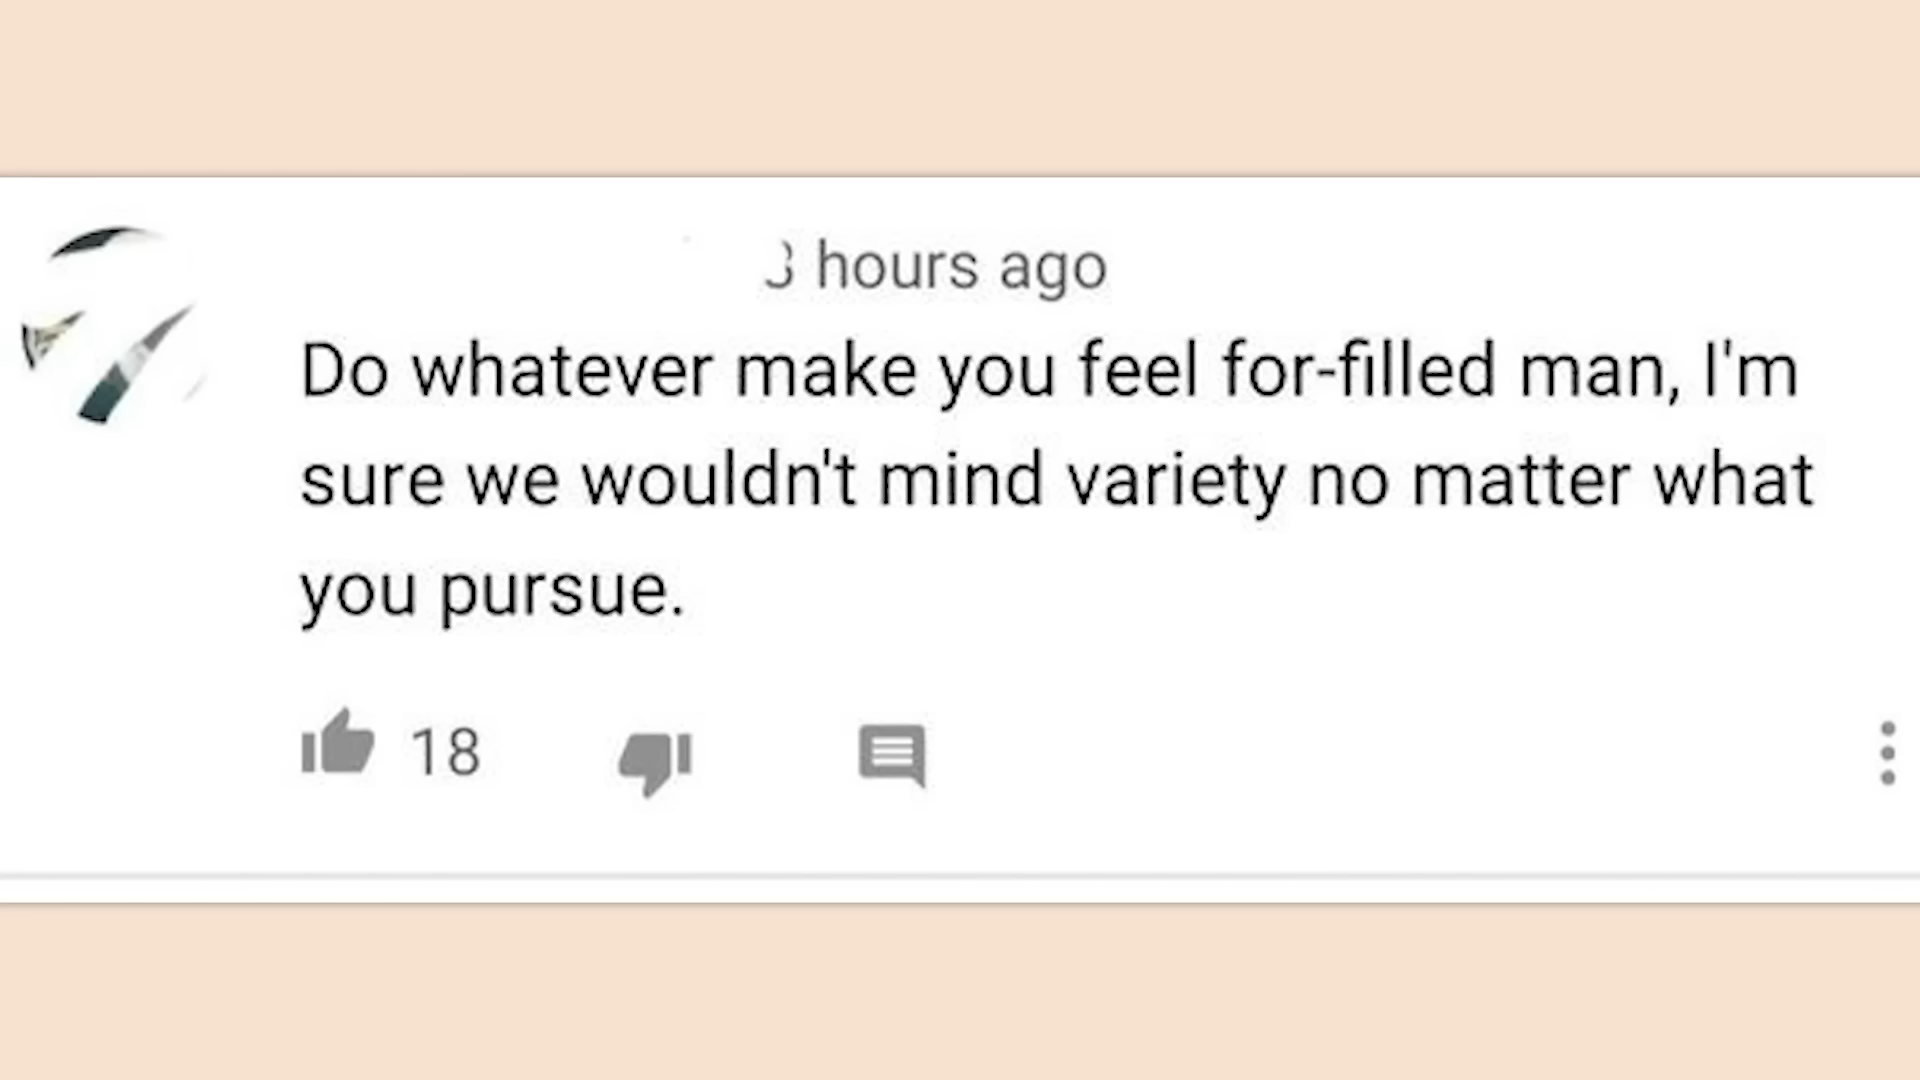 hours ago
Do whatever make you feel for-filled man, I'm
sure we wouldn't mind variety no matter what
you pursue.
18